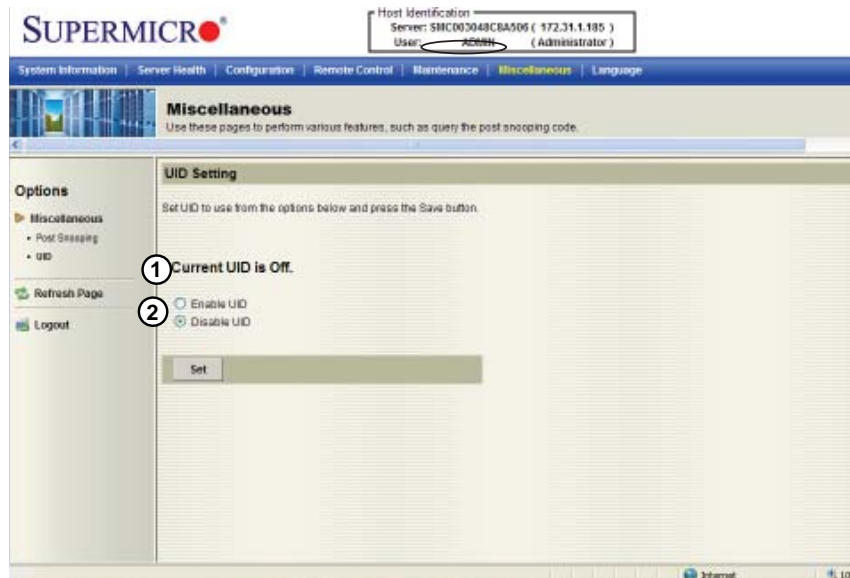 SUPERMICRO®
Host Identification
Server: SMC003048C8A506 ( 172.31.1.185 )
User: ADMIN ( Administrator )
System Information | Server Health | Configuration | Remote Control | Maintenance | Miscellaneous | Language
Miscellaneous
Use these pages to perform various features, such as query the post snooping code.
Options
Miscellaneous
• Post Snooping
• UID
Refresh Page
Logout
UID Setting
Set UID to use from the options below and press the Save button.
1 Current UID is Off.
2
Enable UID
Disable UID
Set
Internet